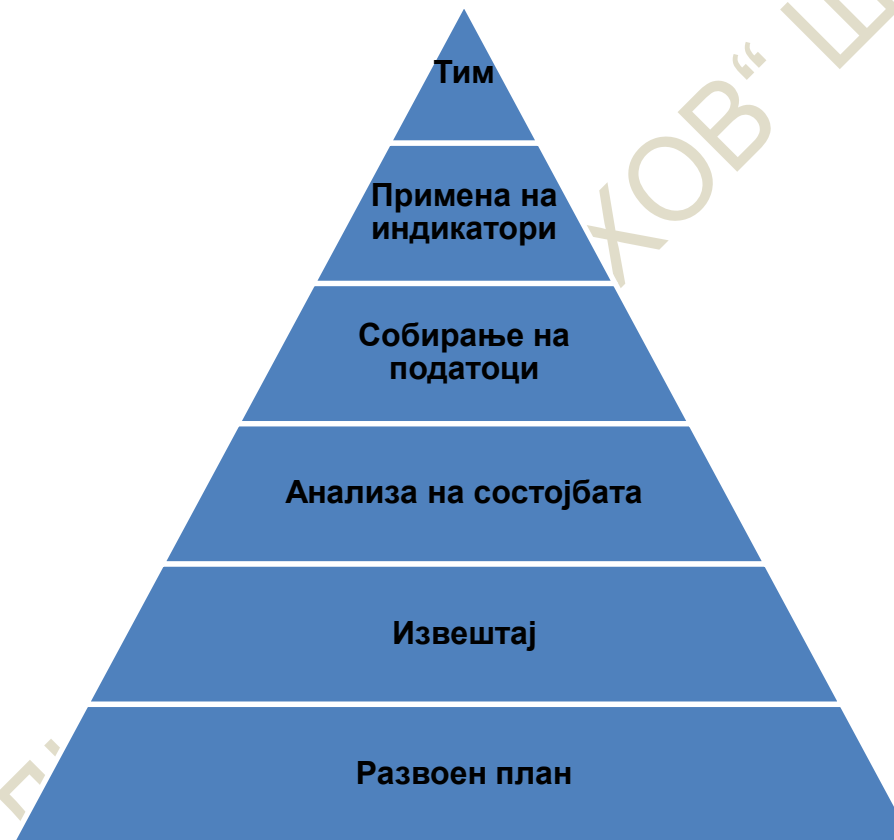 Тим
Примена на
индикатори
Собирање на
податоци
Анализа на состојбата
Извештај
Развоен план